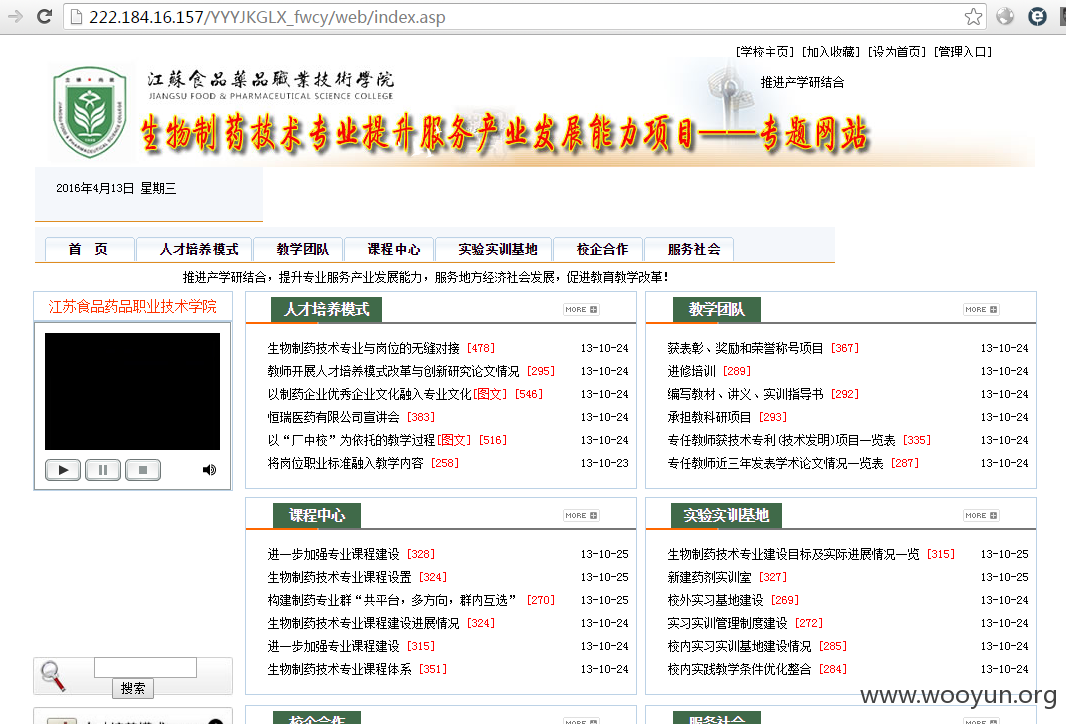 222.184.16.157/YYYJKGLX_fwcy/web/index.asp
[学校主页] [加入收藏] [设为首页] [管理入口]
江蘇食品藥品職業技術學院
JIANGSU FOOD & PHARMACEUTICAL SCIENCE COLLEGE
推进产学研结合
生物制药技术专业提升服务产业发展能力项目——专题网站
2016年4月13日 星期三
首 页 人才培养模式 教学团队 课程中心 实验实训基地 校企合作 服务社会
推进产学研结合，提升专业服务产业发展能力，服务地方经济社会发展，促进教育教学改革！
江苏食品药品职业技术学院
人才培养模式 MORE
生物制药技术专业与岗位的无缝对接 [478] 13-10-24
教师开展人才培养模式改革与创新研究论文情况 [295] 13-10-24
以制药企业优秀企业文化融入专业文化[图文] [546] 13-10-24
恒瑞医药有限公司宣讲会 [383] 13-10-24
以“厂中校”为依托的教学过程[图文] [516] 13-10-24
将岗位职业标准融入教学内容 [258] 13-10-23
教学团队 MORE
获表彰、奖励和荣誉称号项目 [367] 13-10-24
进修培训 [289] 13-10-24
编写教材、讲义、实训指导书 [292] 13-10-24
承担教科研项目 [293] 13-10-24
专任教师获技术专利(技术发明)项目一览表 [335] 13-10-24
专任教师近三年发表学术论文情况一览表 [287] 13-10-24
课程中心 MORE
进一步加强专业课程建设 [328] 13-10-25
生物制药技术专业课程设置 [324] 13-10-25
构建制药专业群“共平台，多方向，群内互选” [270] 13-10-25
生物制药技术专业课程建设进展情况 [324] 13-10-24
进一步加强专业课程建设 [315] 13-10-24
生物制药技术专业课程体系 [351] 13-10-24
实验实训基地 MORE
生物制药技术专业建设目标及实际进展情况一览 [315] 13-10-25
新建药剂实训室 [327] 13-10-25
校外实习基地建设 [269] 13-10-24
实习实训管理制度建设 [272] 13-10-24
校内实习实训基地建设情况 [285] 13-10-24
校内实践教学条件优化整合 [284] 13-10-24
搜索
人才培养模式
校企合作 MORE
服务社会 MORE
www.wooyun.org